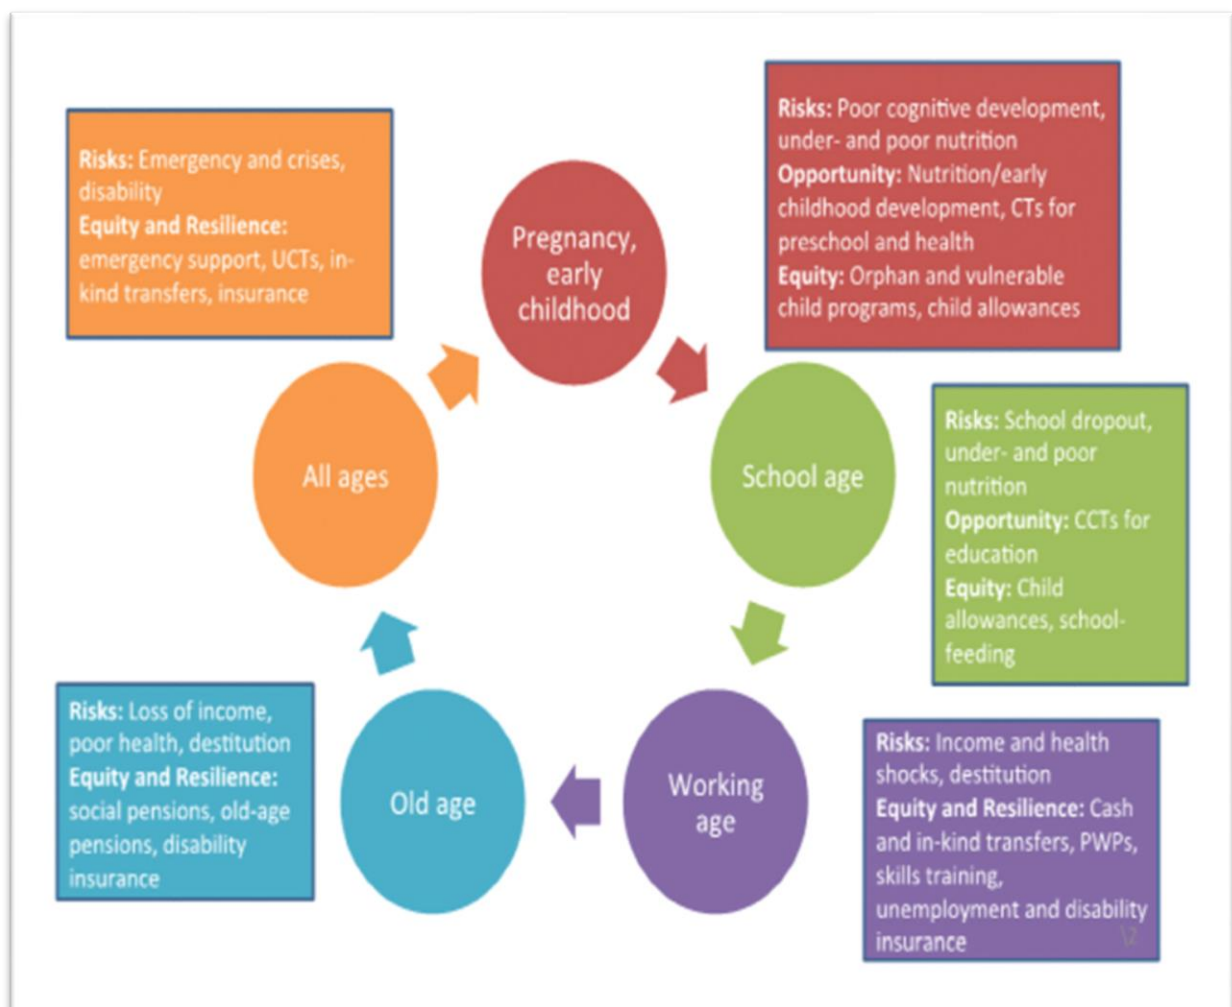 Risks: Emergency and crises,
disability
Equity and Resilience:
emergency support, UCTs, in-
kind transfers, insurance
Pregnancy,
early
childhood
Risks: Poor cognitive development,
under- and poor nutrition
Opportunity: Nutrition/early
childhood development, CTs for
preschool and health
Equity: Orphan and vulnerable
child programs, child allowances
All ages
School age
Risks: School dropout,
under- and poor
nutrition
Opportunity: CCTs for
education
Equity: Child
allowances, school-
feeding
Risks: Loss of income,
poor health, destitution
Equity and Resilience:
social pensions, old-age
pensions, disability
insurance
Old age
Working
age
Risks: Income and health
shocks, destitution
Equity and Resilience: Cash
and in-kind transfers, PWPs,
skills training,
unemployment and disability
insurance